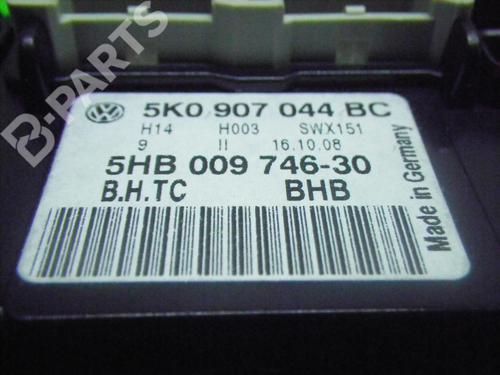 B-PARTS
5K0 907 044 BC
H14 H003 SWX151
9 II 16.10.08
5HB 009 746-30
B.H.TC BHB
Made in Germany